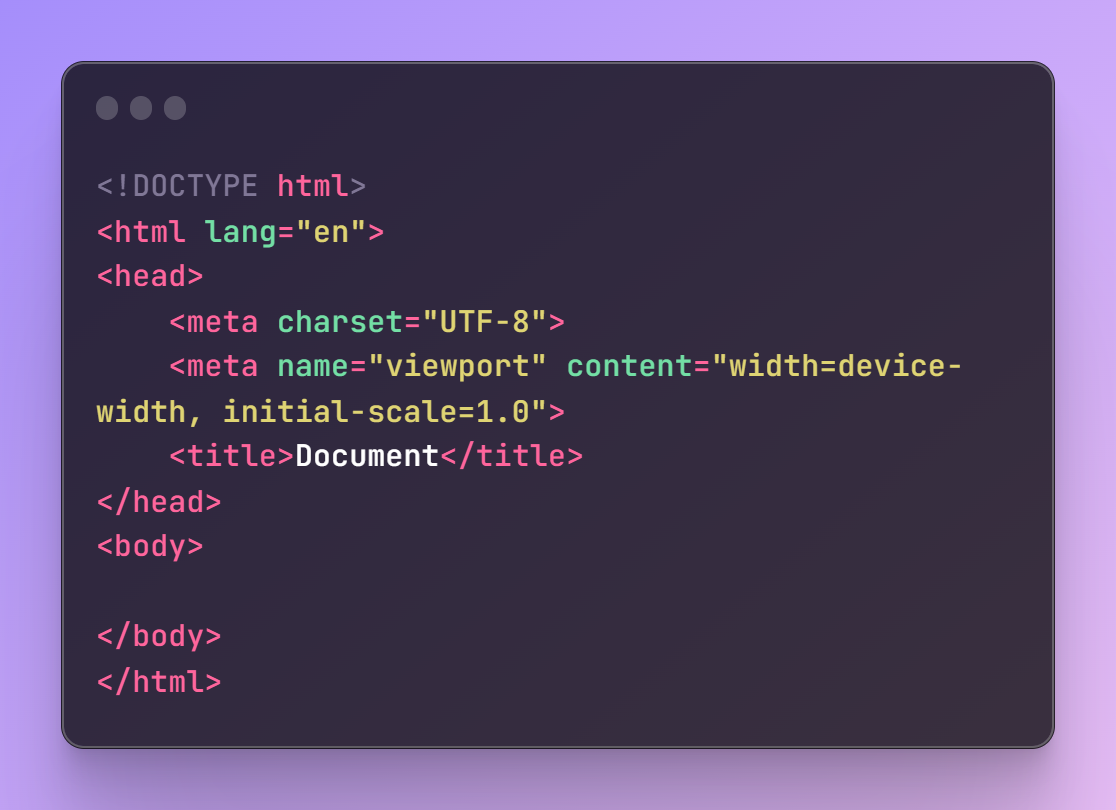 <!DOCTYPE html>
<html lang="en">
<head>
    <meta charset="UTF-8">
    <meta name="viewport" content="width=device-
width, initial-scale=1.0">
    <title>Document</title>
</head>
<body>

</body>
</html>